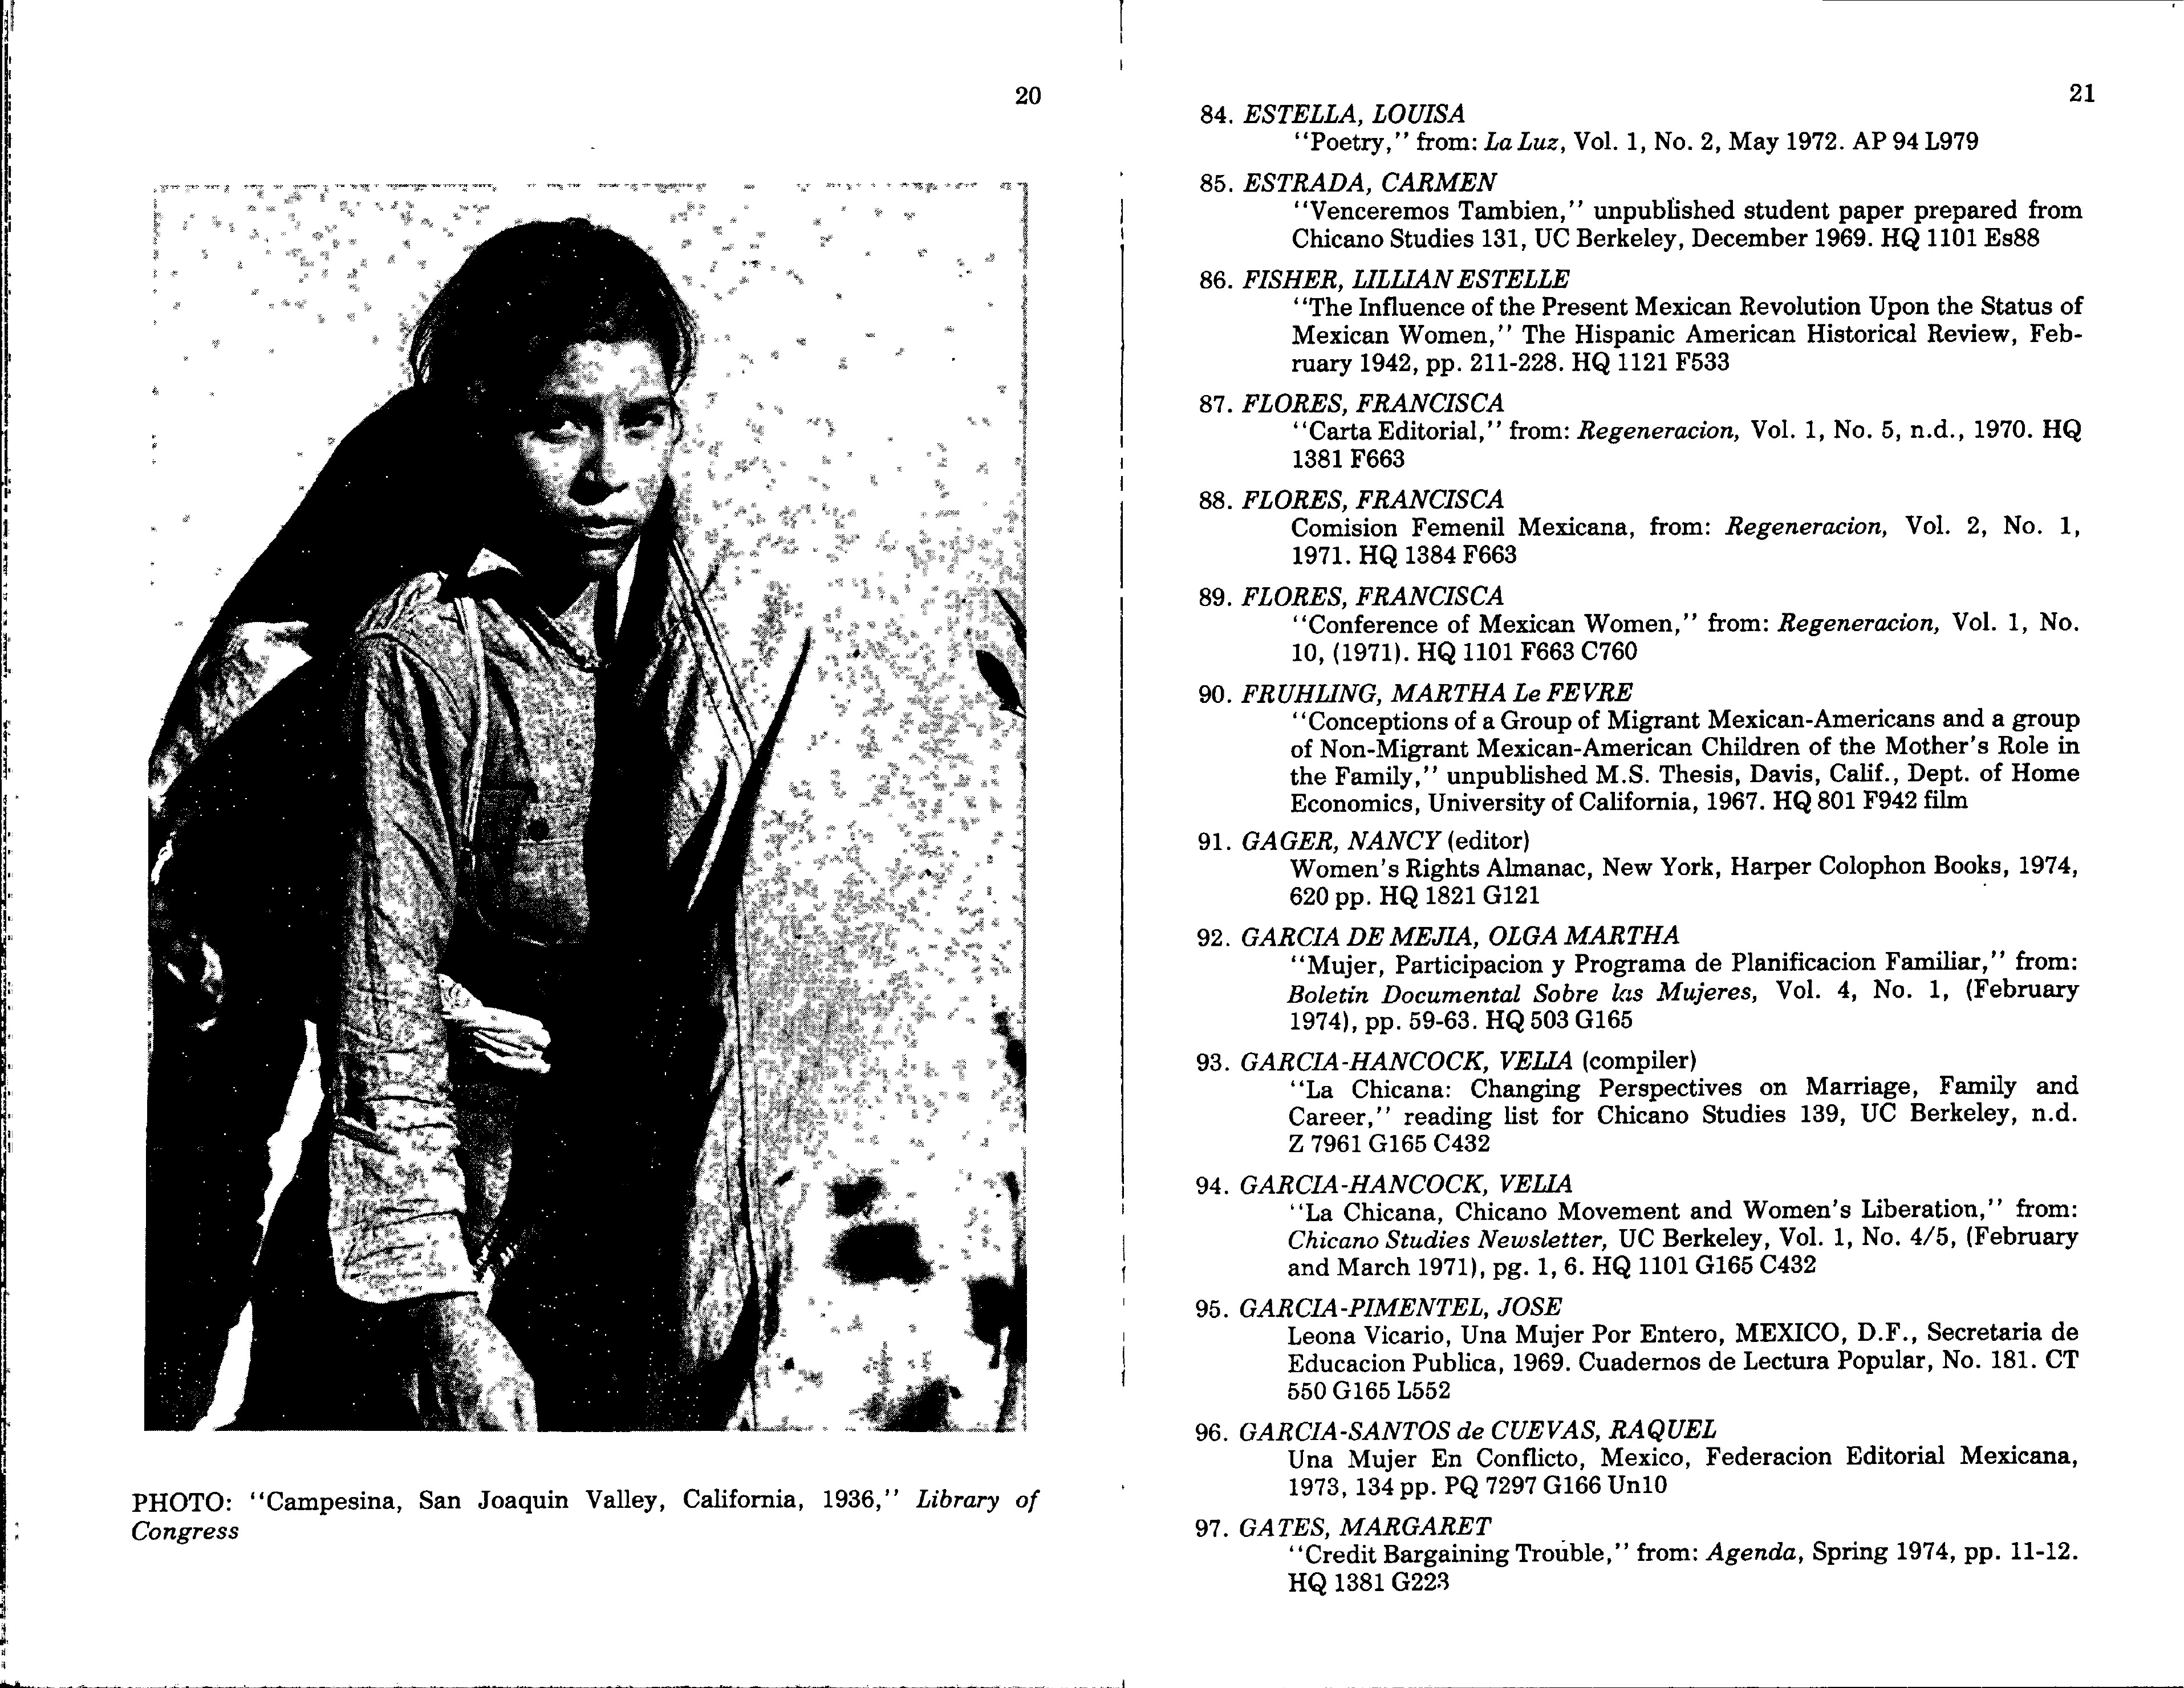 20
PHOTO: “Campesina, San Joaquin Valley, California, 1936,” Library of
Congress
21
84. ESTELLA, LOUISA
“Poetry,” from: La Luz, Vol. 1, No. 2, May 1972. AP 94 L979
85. ESTRADA, CARMEN
“Venceremos Tambien,” unpublished student paper prepared from
Chicano Studies 131, UC Berkeley, December 1969. HQ 1101 Es88
86. FISHER, LILLIAN ESTELLE
“The Influence of the Present Mexican Revolution Upon the Status of
Mexican Women,” The Hispanic American Historical Review, Feb-
ruary 1942, pp. 211-228. HQ 1121 F533
87. FLORES, FRANCISCA
“Carta Editorial,” from: Regeneracion, Vol. 1, No. 5, n.d., 1970. HQ
1381 F663
88. FLORES, FRANCISCA
Comision Femenil Mexicana, from: Regeneracion, Vol. 2, No. 1,
1971. HQ 1384 F663
89. FLORES, FRANCISCA
“Conference of Mexican Women,” from: Regeneracion, Vol. 1, No.
10, (1971). HQ 1101 F663 C760
90. FRUHLING, MARTHA Le FEVRE
“Conceptions of a Group of Migrant Mexican-Americans and a group
of Non-Migrant Mexican-American Children of the Mother's Role in
the Family,” unpublished M.S. Thesis, Davis, Calif., Dept. of Home
Economics, University of California, 1967. HQ 801 F942 film
91. GAGER, NANCY (editor)
Women's Rights Almanac, New York, Harper Colophon Books, 1974,
620 pp. HQ 1821 G121
92. GARCIA DE MEJIA, OLGA MARTHA
“Mujer, Participacion y Programa de Planificacion Familiar,” from:
Boletin Documental Sobre las Mujeres, Vol. 4, No. 1, (February
1974), pp. 59-63. HQ 503 G165
93. GARCIA-HANCOCK, VELIA (compiler)
“La Chicana: Changing Perspectives on Marriage, Family and
Career,” reading list for Chicano Studies 139, UC Berkeley, n.d.
Z 7961 G165 C432
94. GARCIA-HANCOCK, VELIA
“La Chicana, Chicano Movement and Women's Liberation,” from:
Chicano Studies Newsletter, UC Berkeley, Vol. 1, No. 4/5, (February
and March 1971), pg. 1, 6. HQ 1101 G165 C432
95. GARCIA-PIMENTEL, JOSE
Leona Vicario, Una Mujer Por Entero, MEXICO, D.F., Secretaria de
Educacion Publica, 1969. Cuadernos de Lectura Popular, No. 181. CT
550 G165 L552
96. GARCIA-SANTOS de CUEVAS, RAQUEL
Una Mujer En Conflicto, Mexico, Federacion Editorial Mexicana,
1973, 134 pp. PQ 7297 G166 Un10
97. GATES, MARGARET
“Credit Bargaining Trouble,” from: Agenda, Spring 1974, pp. 11-12.
HQ 1381 G223